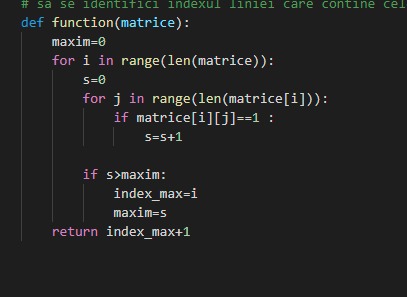 # sa se identifici indexul liniei care contine cel
def function(matrice):
    maxim=0
    for i in range(len(matrice)):
        s=0
        for j in range(len(matrice[i])):
            if matrice[i][j]==1 :
                s=s+1
        if s>maxim:
            index_max=i
            maxim=s
    return index_max+1